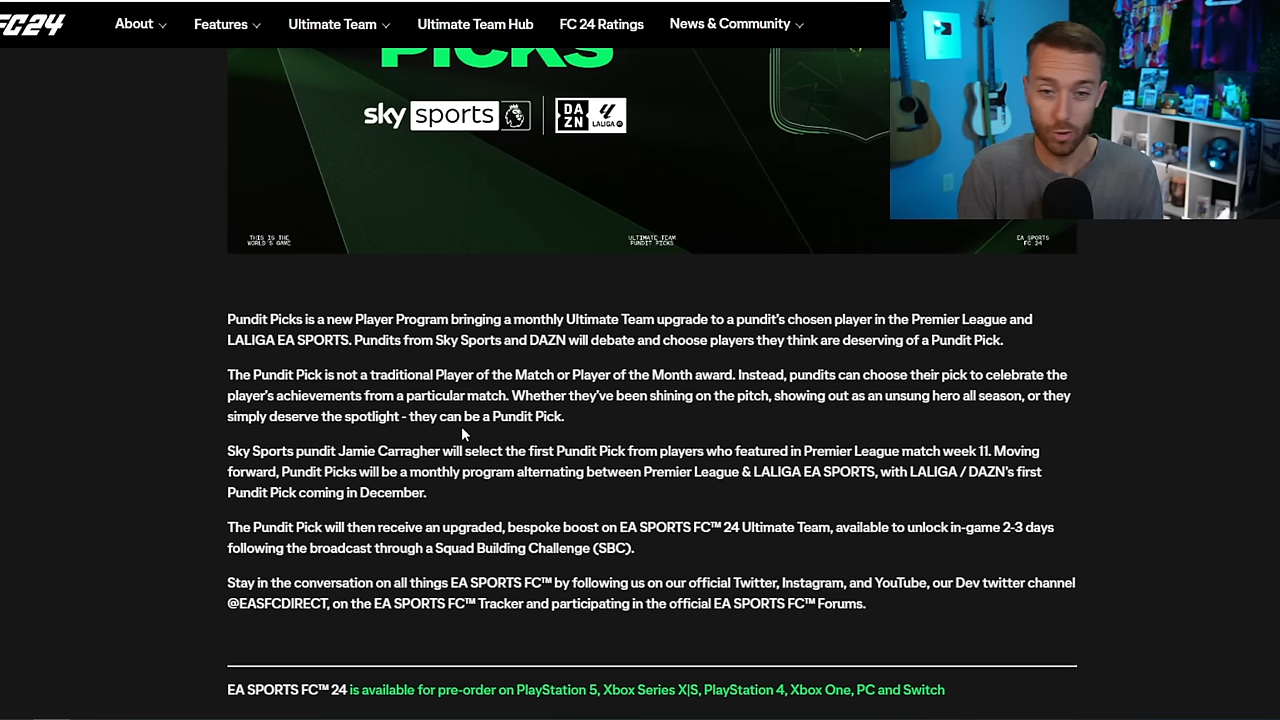 FC24 About Features Ultimate Team Ultimate Team Hub FC 24 Ratings News & Community
PICKS
sky sports DAZN LALIGA
THIS IS THE WORLD'S GAME
ULTIMATE TEAM PUNDIT PICKS
EA SPORTS FC 24
Pundit Picks is a new Player Program bringing a monthly Ultimate Team upgrade to a pundit's chosen player in the Premier League and
LALIGA EA SPORTS. Pundits from Sky Sports and DAZN will debate and choose players they think are deserving of a Pundit Pick.
The Pundit Pick is not a traditional Player of the Match or Player of the Month award. Instead, pundits can choose their pick to celebrate the
player's achievements from a particular match. Whether they've been shining on the pitch, showing out as an unsung hero all season, or they
simply deserve the spotlight - they can be a Pundit Pick.
Sky Sports pundit Jamie Carragher will select the first Pundit Pick from players who featured in Premier League match week 11. Moving
forward, Pundit Picks will be a monthly program alternating between Premier League & LALIGA EA SPORTS, with LALIGA / DAZN's first
Pundit Pick coming in December.
The Pundit Pick will then receive an upgraded, bespoke boost on EA SPORTS FC™ 24 Ultimate Team, available to unlock in-game 2-3 days
following the broadcast through a Squad Building Challenge (SBC).
Stay in the conversation on all things EA SPORTS FC™ by following us on our official Twitter, Instagram, and YouTube, our Dev twitter channel
@EASFCDIRECT, on the EA SPORTS FC™ Tracker and participating in the official EA SPORTS FC™ Forums.
EA SPORTS FC™ 24 is available for pre-order on PlayStation 5, Xbox Series X|S, PlayStation 4, Xbox One, PC and Switch